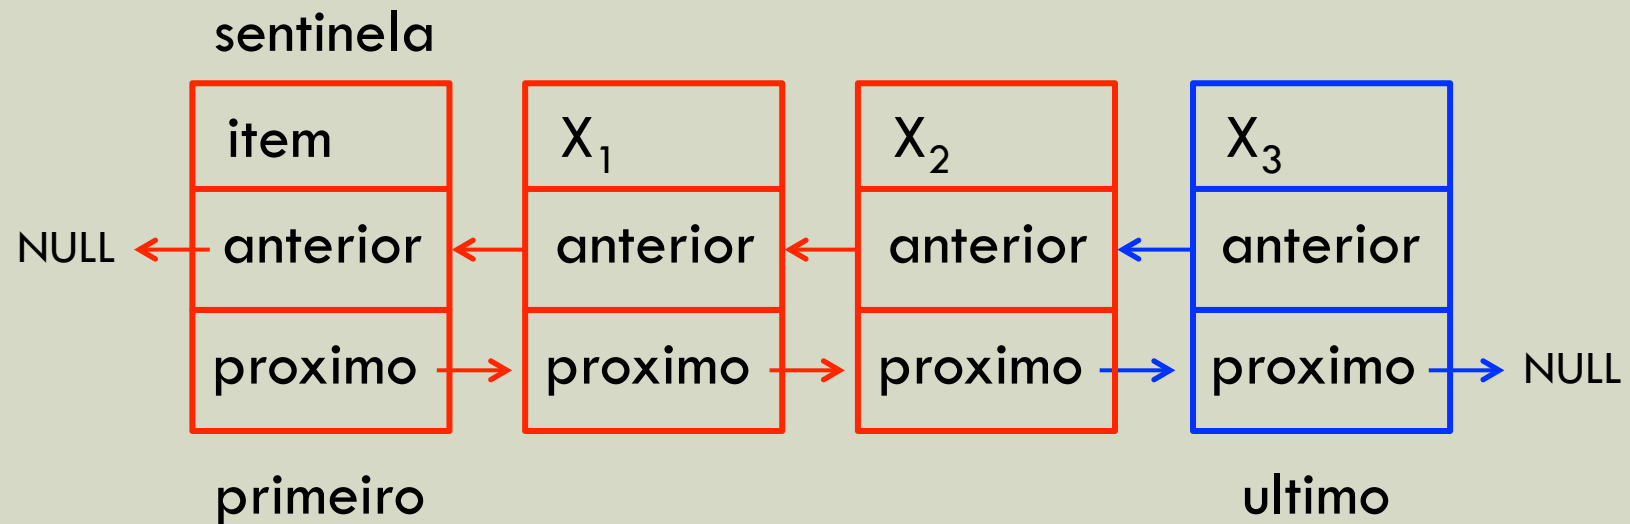 sentinela
item X₁ X₂ X₃
NULL anterior anterior anterior anterior
proximo proximo proximo proximo NULL
primeiro ultimo